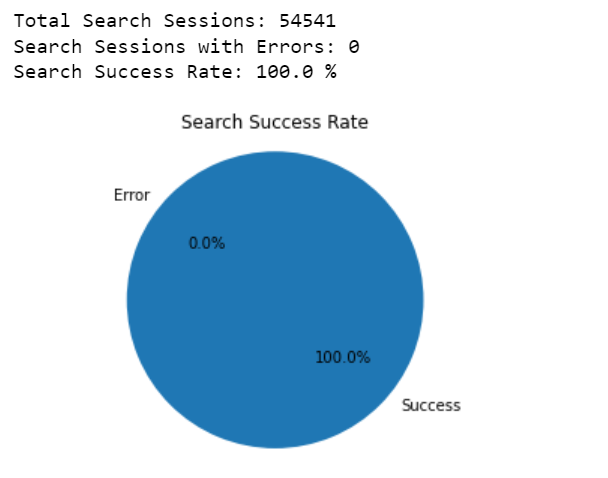 Total Search Sessions: 54541
Search Sessions with Errors: 0
Search Success Rate: 100.0 %
Search Success Rate
Error
0.0%
100.0%
Success